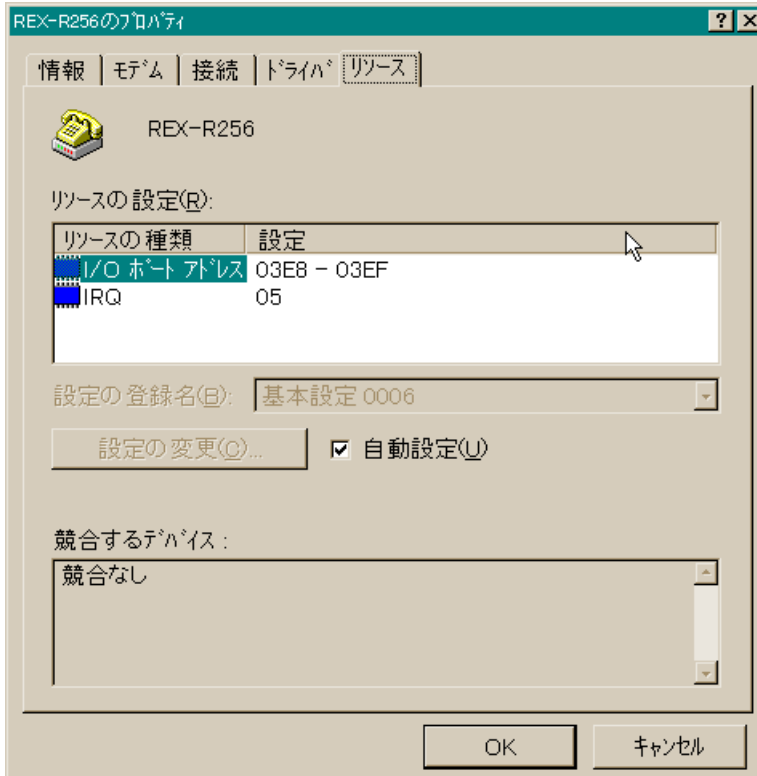 REX-R256のﾌﾟﾛﾊﾟﾃｨ
情報 ﾓﾃﾞﾑ 接続 ﾄﾞﾗｲﾊﾞ ﾘｿｰｽ
REX-R256
ﾘｿｰｽの設定(R):
ﾘｿｰｽの種類 設定
I/O ﾎﾟｰﾄ ｱﾄﾞﾚｽ 03E8 - 03EF
IRQ 05
設定の登録名(B): 基本設定 0006
設定の変更(C)... 自動設定(U)
競合するﾃﾞﾊﾞｲｽ :
競合なし
OK ｷｬﾝｾﾙ